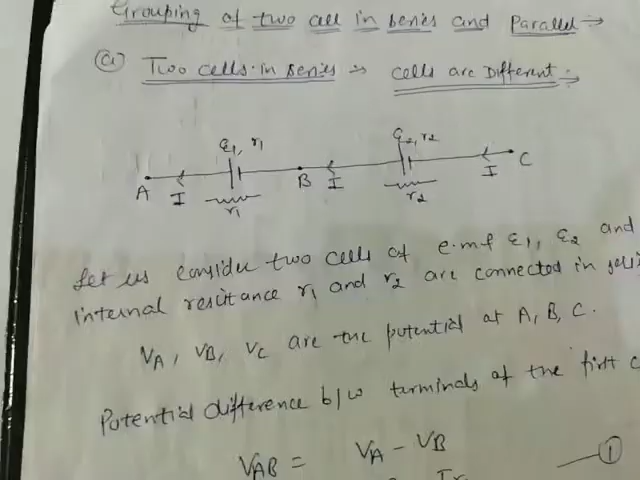 Grouping of two cell in series and Parallel →
(a) Two cells in series → cells are Different →
ε1, r1 ε2, r2
A I B I I C
r1 r2
Let us consider two cells of e.m.f ε1, ε2 and
internal resitance r1 and r2 are connected in
VA, VB, VC are the potential at A, B, C.
Potential difference b/w terminals of the first
VAB = VA - VB
①
Ir